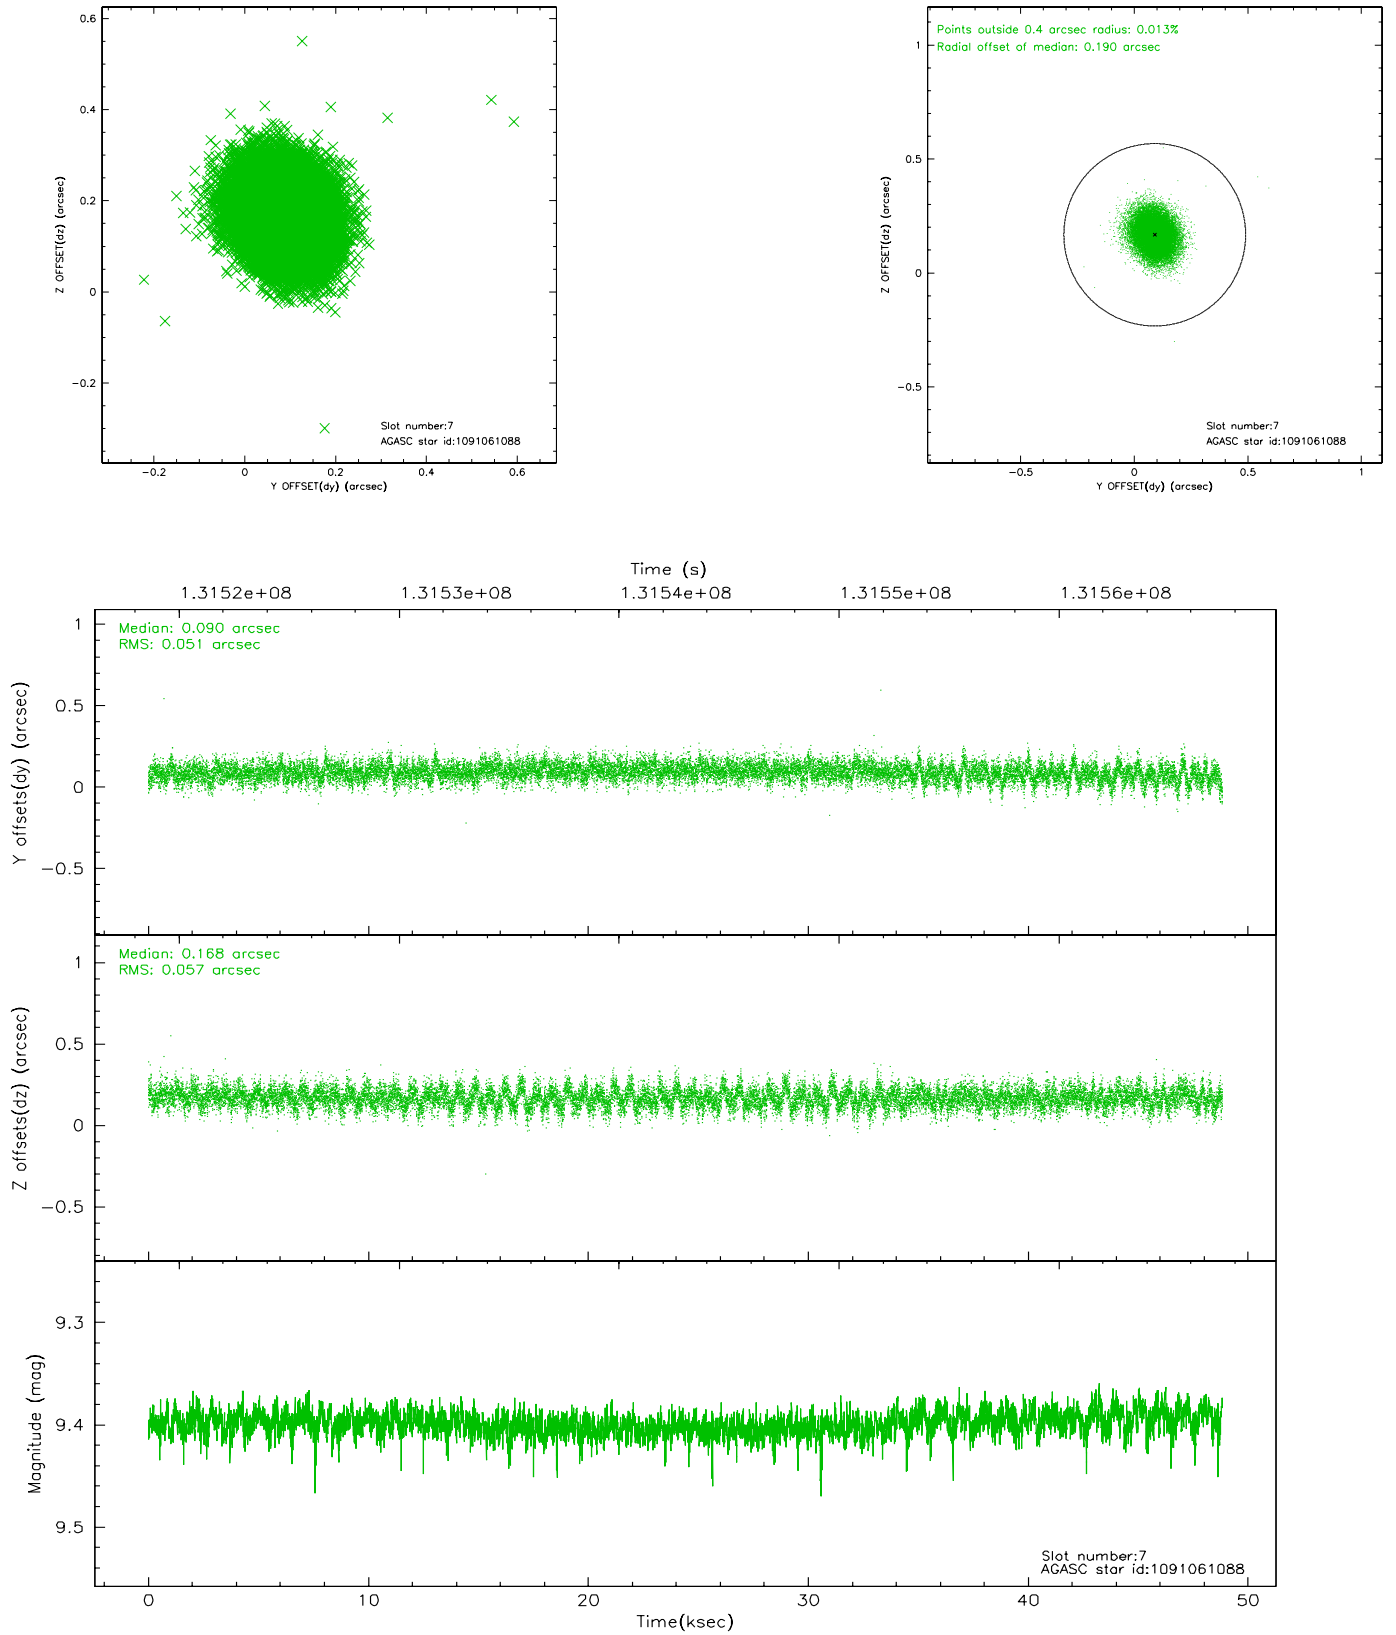 0.6
0.4
0.2
0
−0.2
Z OFFSET(dz) (arcsec)
Slot number:7
AGASC star id:1091061088
−0.2 0 0.2 0.4 0.6
Y OFFSET(dy) (arcsec)
Points outside 0.4 arcsec radius: 0.013%
Radial offset of median: 0.190 arcsec
1
0.5
0
−0.5
Z OFFSET(dz) (arcsec)
Slot number:7
AGASC star id:1091061088
−0.5 0 0.5 1
Y OFFSET(dy) (arcsec)
Time (s)
1.3152e+08 1.3153e+08 1.3154e+08 1.3155e+08 1.3156e+08
Median: 0.090 arcsec
RMS: 0.051 arcsec
1
0.5
0
−0.5
Y offsets(dy) (arcsec)
Median: 0.168 arcsec
RMS: 0.057 arcsec
1
0.5
0
−0.5
Z offsets(dz) (arcsec)
9.3
9.4
9.5
Magnitude (mag)
Slot number:7
AGASC star id:1091061088
0 10 20 30 40 50
Time(ksec)